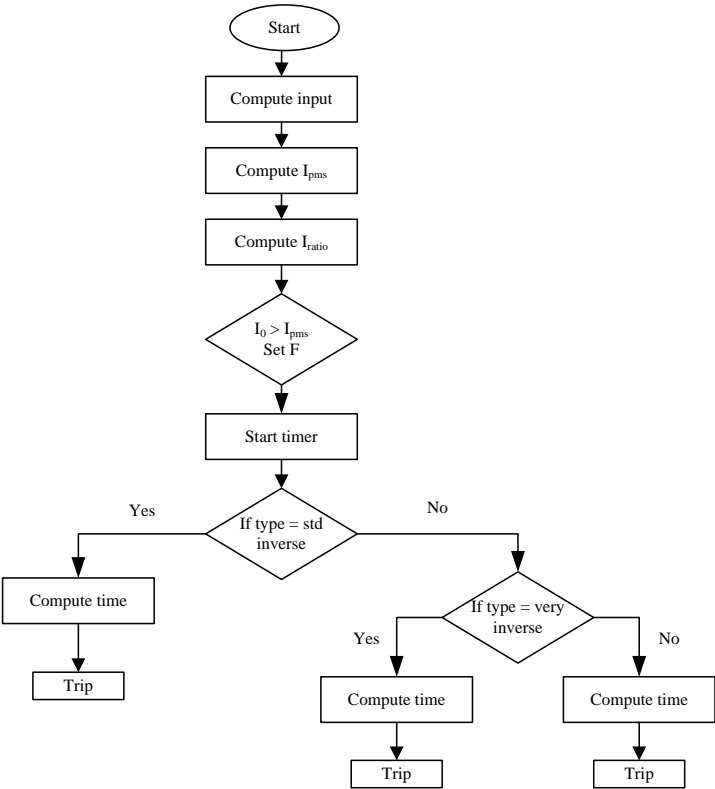 Start
Compute input
Compute Ipms
Compute Iratio
I0 > Ipms
Set F
Start timer
Yes
If type = std
inverse
No
Compute time
If type = very
inverse
Yes
No
Trip
Compute time
Compute time
Trip
Trip